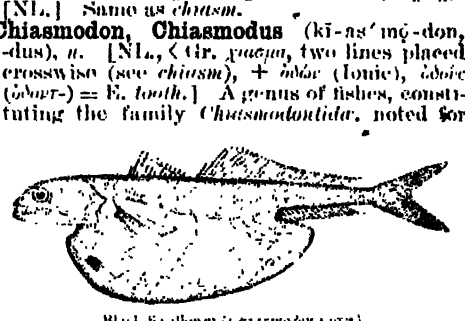 [NL.] Same as chiasm.
Chiasmodon, Chiasmodus (kī-as′mọ̄-don,
-dus), n. [NL., < Gr. χιασμα, two lines placed
crosswise (see chiasm), + ὀδών (Ionic), ὀδούς
(ὀδοντ-) = E. tooth.] A genus of fishes, consti-
tuting the family Chiasmodontidæ, noted for